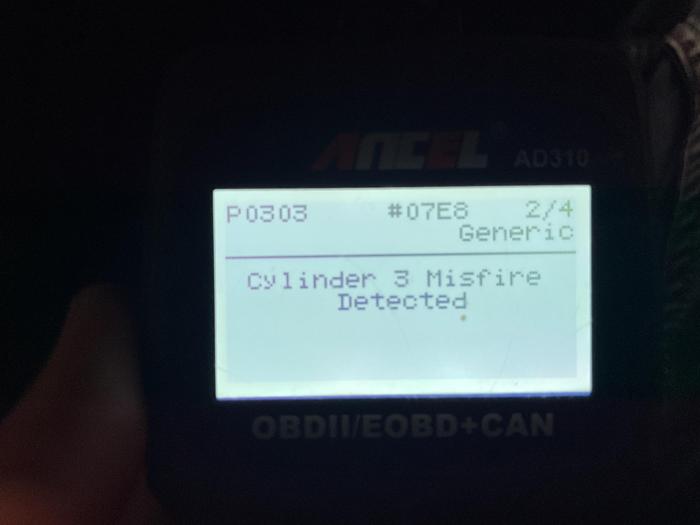 ANCEL® AD310
P0303 #07E8 2/4
Generic
Cylinder 3 Misfire
Detected
OBDII/EOBD+CAN